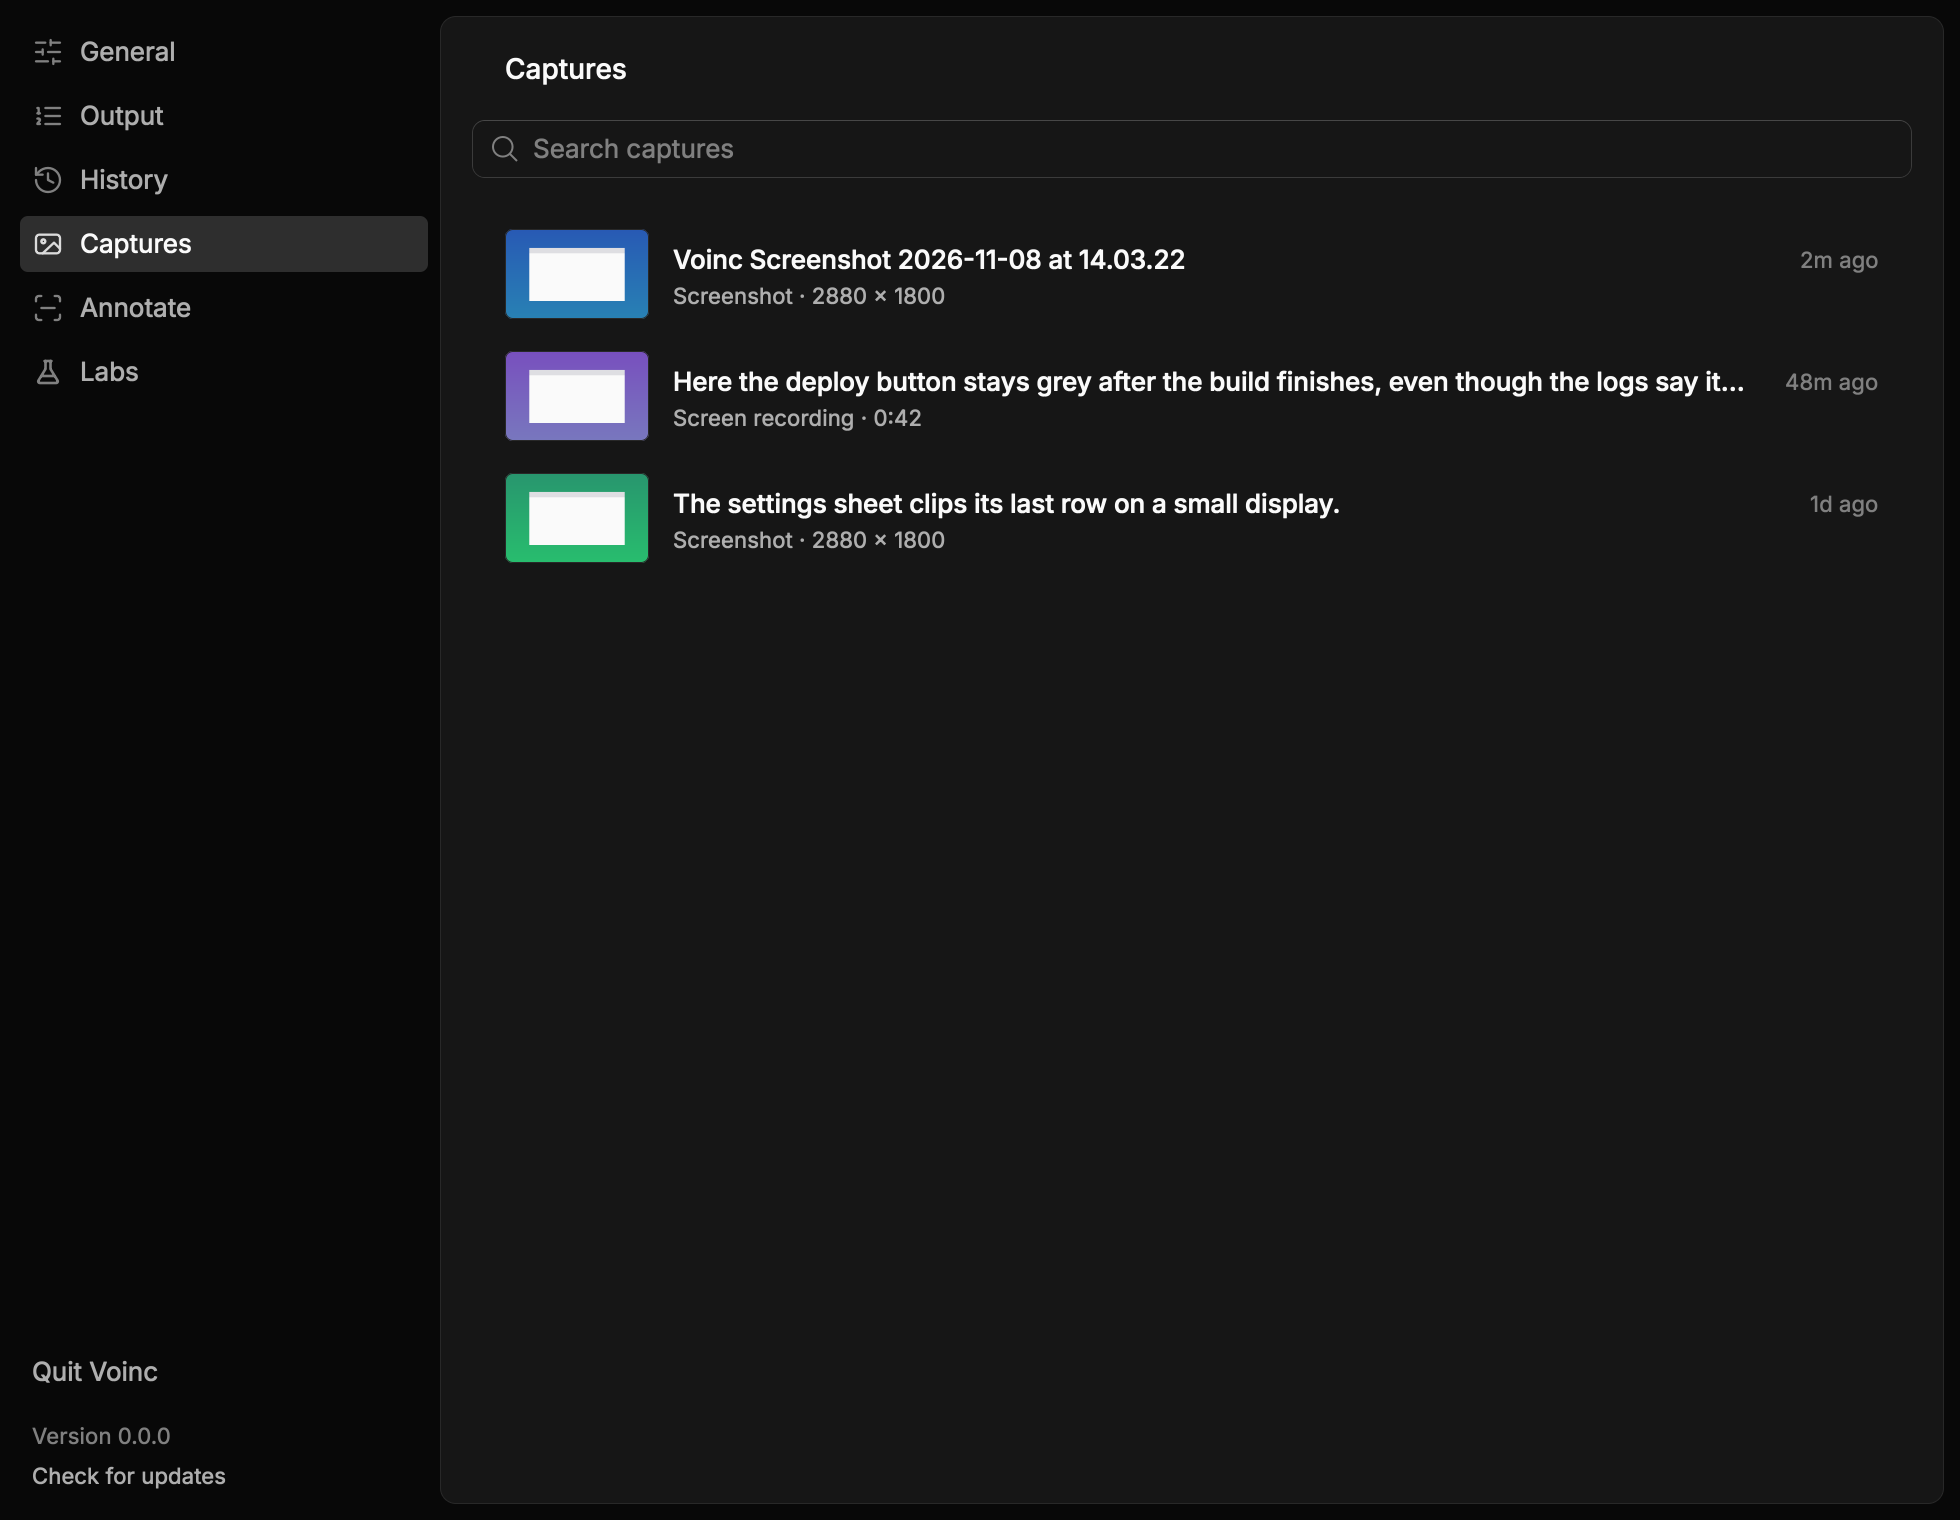 General
Output
History
Captures
Annotate
Labs
Quit Voinc
Version 0.0.0
Check for updates
Captures
Search captures
Voinc Screenshot 2026-11-08 at 14.03.22
2m ago
Screenshot · 2880 × 1800
Here the deploy button stays grey after the build finishes, even though the logs say it...
48m ago
Screen recording · 0:42
The settings sheet clips its last row on a small display.
1d ago
Screenshot · 2880 × 1800